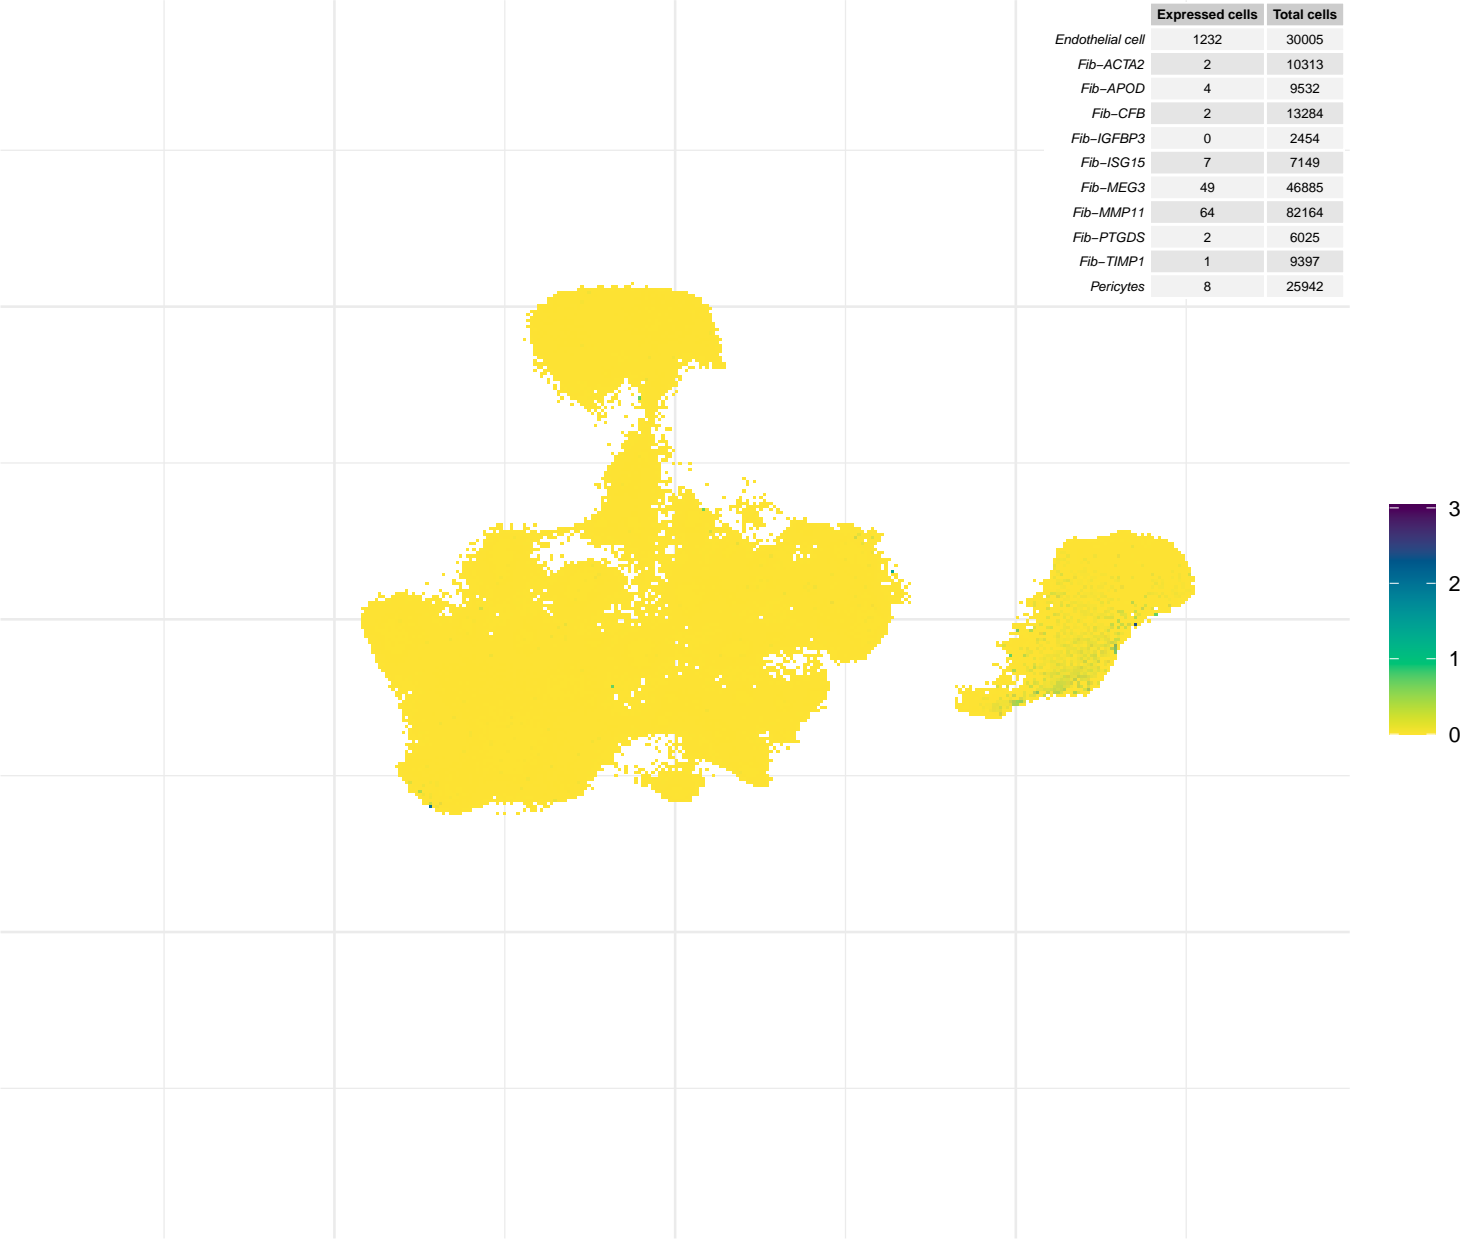 Expressed cells Total cells
Endothelial cell 1232 30005
Fib−ACTA2 2 10313
Fib−APOD 4 9532
Fib−CFB 2 13284
Fib−IGFBP3 0 2454
Fib−ISG15 7 7149
Fib−MEG3 49 46885
Fib−MMP11 64 82164
Fib−PTGDS 2 6025
Fib−TIMP1 1 9397
Pericytes 8 25942
3
2
1
0